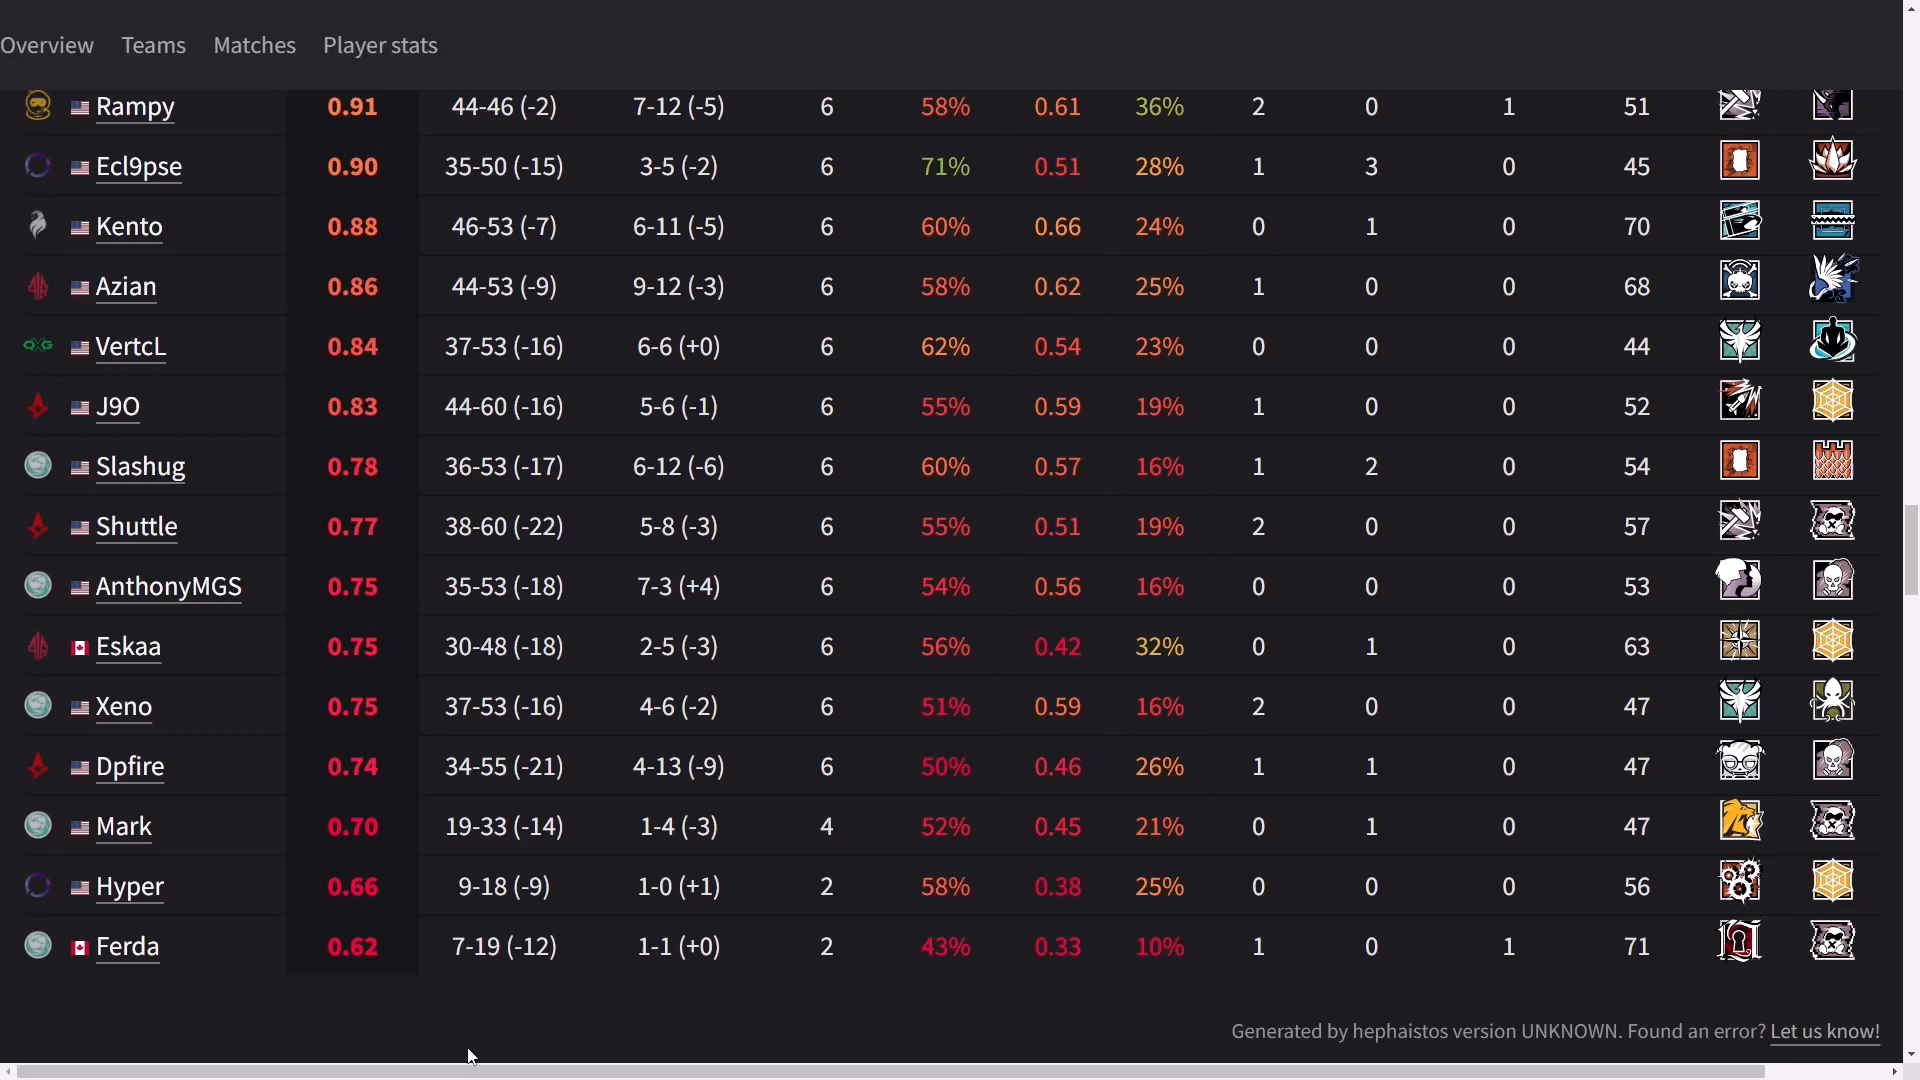 Overview Teams Matches Player stats
Rampy 0.91 44-46 (-2) 7-12 (-5) 6 58% 0.61 36% 2 0 1 51
Ecl9pse 0.90 35-50 (-15) 3-5 (-2) 6 71% 0.51 28% 1 3 0 45
Kento 0.88 46-53 (-7) 6-11 (-5) 6 60% 0.66 24% 0 1 0 70
Azian 0.86 44-53 (-9) 9-12 (-3) 6 58% 0.62 25% 1 0 0 68
OXG VertcL 0.84 37-53 (-16) 6-6 (+0) 6 62% 0.54 23% 0 0 0 44
J9O 0.83 44-60 (-16) 5-6 (-1) 6 55% 0.59 19% 1 0 0 52
Slashug 0.78 36-53 (-17) 6-12 (-6) 6 60% 0.57 16% 1 2 0 54
Shuttle 0.77 38-60 (-22) 5-8 (-3) 6 55% 0.51 19% 2 0 0 57
AnthonyMGS 0.75 35-53 (-18) 7-3 (+4) 6 54% 0.56 16% 0 0 0 53
Eskaa 0.75 30-48 (-18) 2-5 (-3) 6 56% 0.42 32% 0 1 0 63
Xeno 0.75 37-53 (-16) 4-6 (-2) 6 51% 0.59 16% 2 0 0 47
Dpfire 0.74 34-55 (-21) 4-13 (-9) 6 50% 0.46 26% 1 1 0 47
Mark 0.70 19-33 (-14) 1-4 (-3) 4 52% 0.45 21% 0 1 0 47
Hyper 0.66 9-18 (-9) 1-0 (+1) 2 58% 0.38 25% 0 0 0 56
Ferda 0.62 7-19 (-12) 1-1 (+0) 2 43% 0.33 10% 1 0 1 71
Generated by hephaistos version UNKNOWN. Found an error? Let us know!